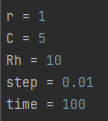 r = 1
C = 5
Rh = 10
step = 0.01
time = 100